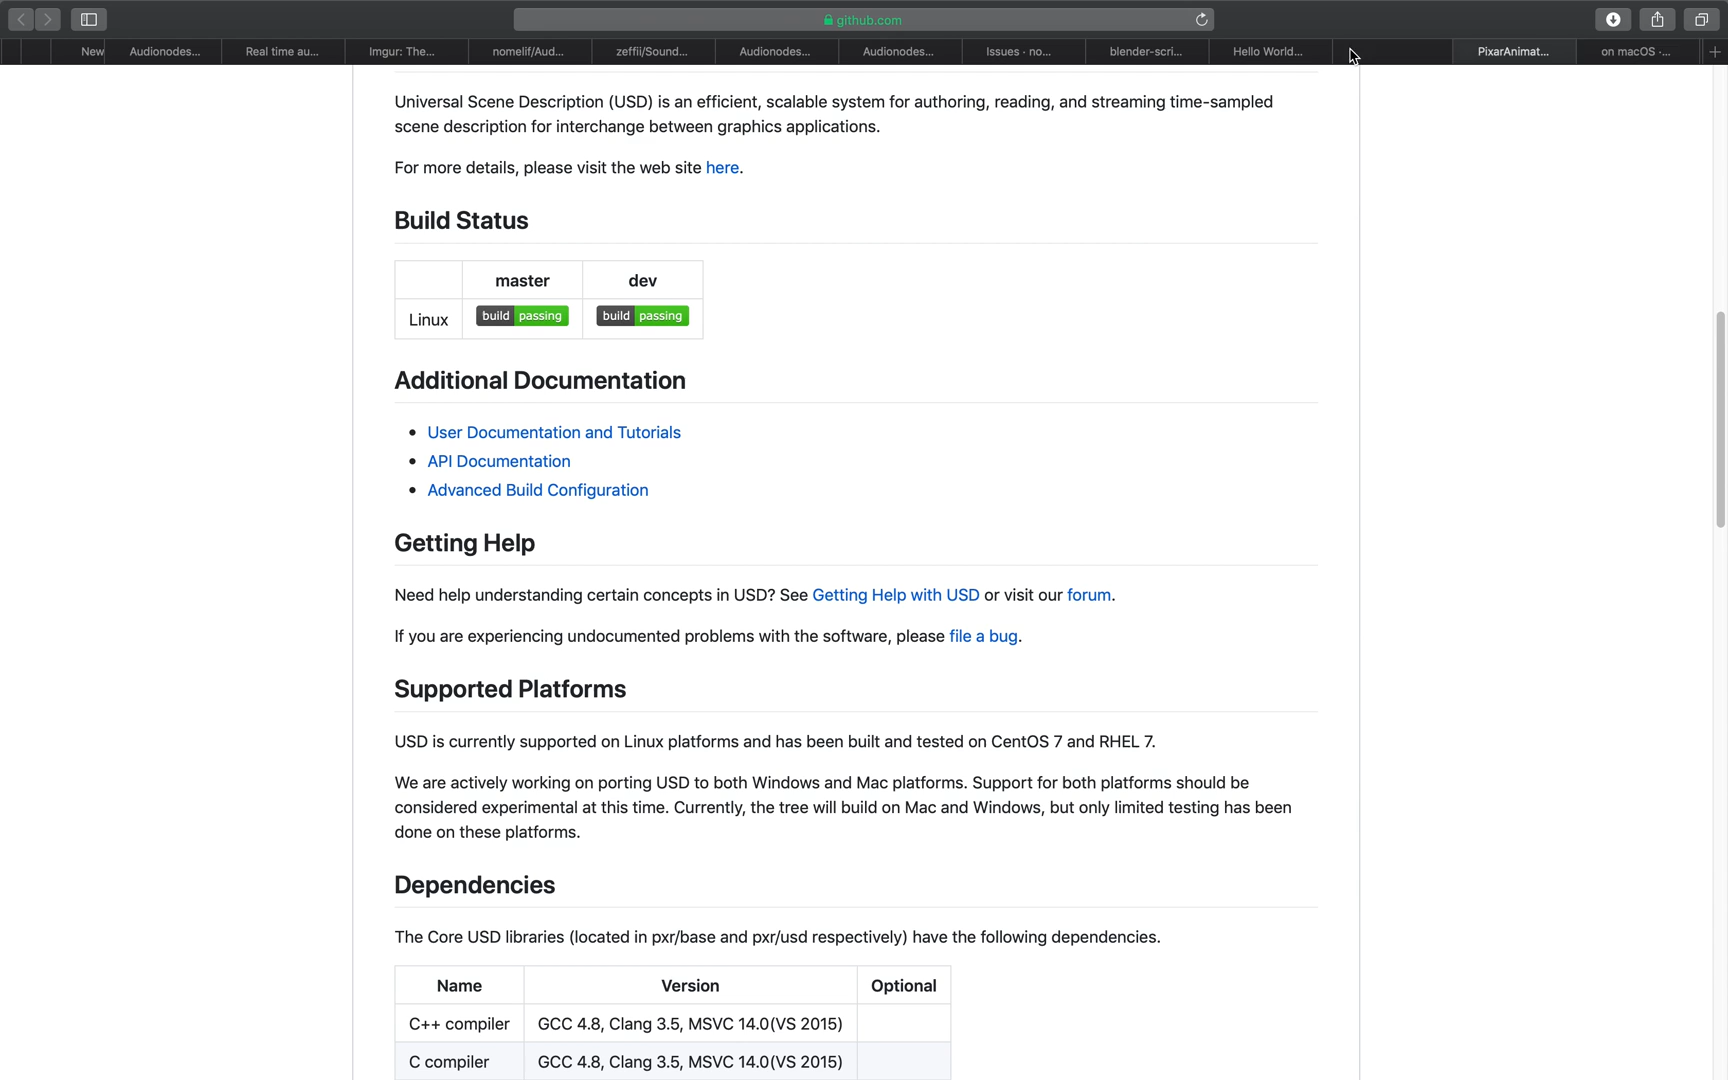 github.com
New
Audionodes...
Real time au...
Imgur: The...
nomelif/Aud...
zeffii/Sound...
Audionodes...
Audionodes...
Issues · no...
blender-scri...
Hello World...
PixarAnimat...
on macOS -...
Universal Scene Description (USD) is an efficient, scalable system for authoring, reading, and streaming time-sampled
scene description for interchange between graphics applications.
For more details, please visit the web site here.
Build Status
master dev
Linux build passing build passing
Additional Documentation
• User Documentation and Tutorials
• API Documentation
• Advanced Build Configuration
Getting Help
Need help understanding certain concepts in USD? See Getting Help with USD or visit our forum.
If you are experiencing undocumented problems with the software, please file a bug.
Supported Platforms
USD is currently supported on Linux platforms and has been built and tested on CentOS 7 and RHEL 7.
We are actively working on porting USD to both Windows and Mac platforms. Support for both platforms should be
considered experimental at this time. Currently, the tree will build on Mac and Windows, but only limited testing has been
done on these platforms.
Dependencies
The Core USD libraries (located in pxr/base and pxr/usd respectively) have the following dependencies.
Name Version Optional
C++ compiler GCC 4.8, Clang 3.5, MSVC 14.0(VS 2015)
C compiler GCC 4.8, Clang 3.5, MSVC 14.0(VS 2015)